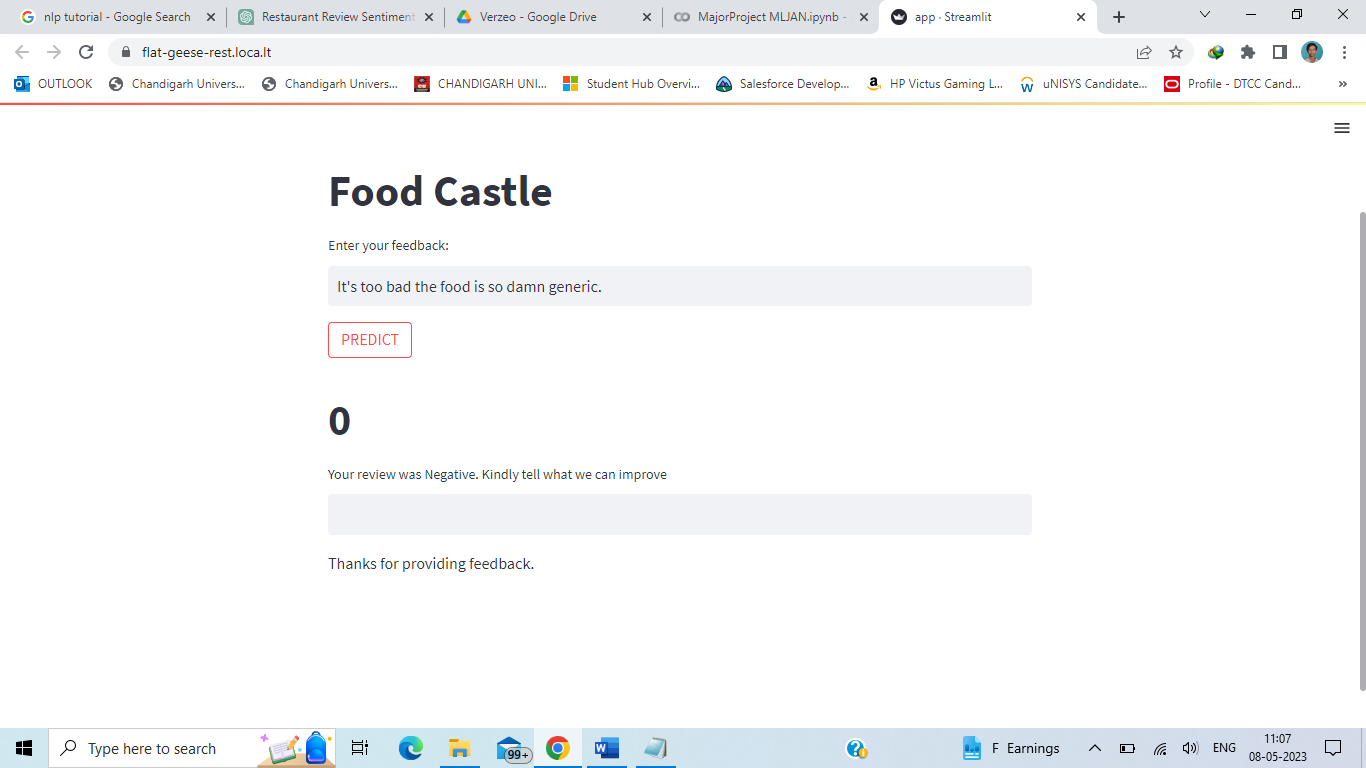 nlp tutorial - Google Search
Restaurant Review Sentiment
Verzeo - Google Drive
MajorProject MLJAN.ipynb -
app · Streamlit
flat-geese-rest.loca.lt
OUTLOOK
Chandigarh Univers...
Chandigarh Univers...
CHANDIGARH UNI...
Student Hub Overvi...
Salesforce Develop...
HP Victus Gaming L...
uNISYS Candidate...
Profile - DTCC Cand...
»
Food Castle
Enter your feedback:
It's too bad the food is so damn generic.
PREDICT
0
Your review was Negative. Kindly tell what we can improve
Thanks for providing feedback.
Type here to search
99+
F Earnings
ENG
11:07
08-05-2023